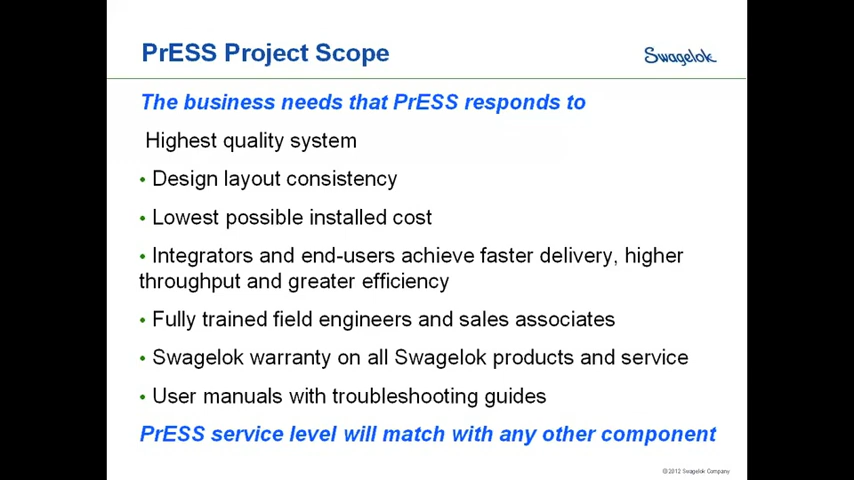 PrESS Project Scope
Swagelok
The business needs that PrESS responds to
Highest quality system
• Design layout consistency
• Lowest possible installed cost
• Integrators and end-users achieve faster delivery, higher
throughput and greater efficiency
• Fully trained field engineers and sales associates
• Swagelok warranty on all Swagelok products and service
• User manuals with troubleshooting guides
PrESS service level will match with any other component
© 2012 Swagelok Company